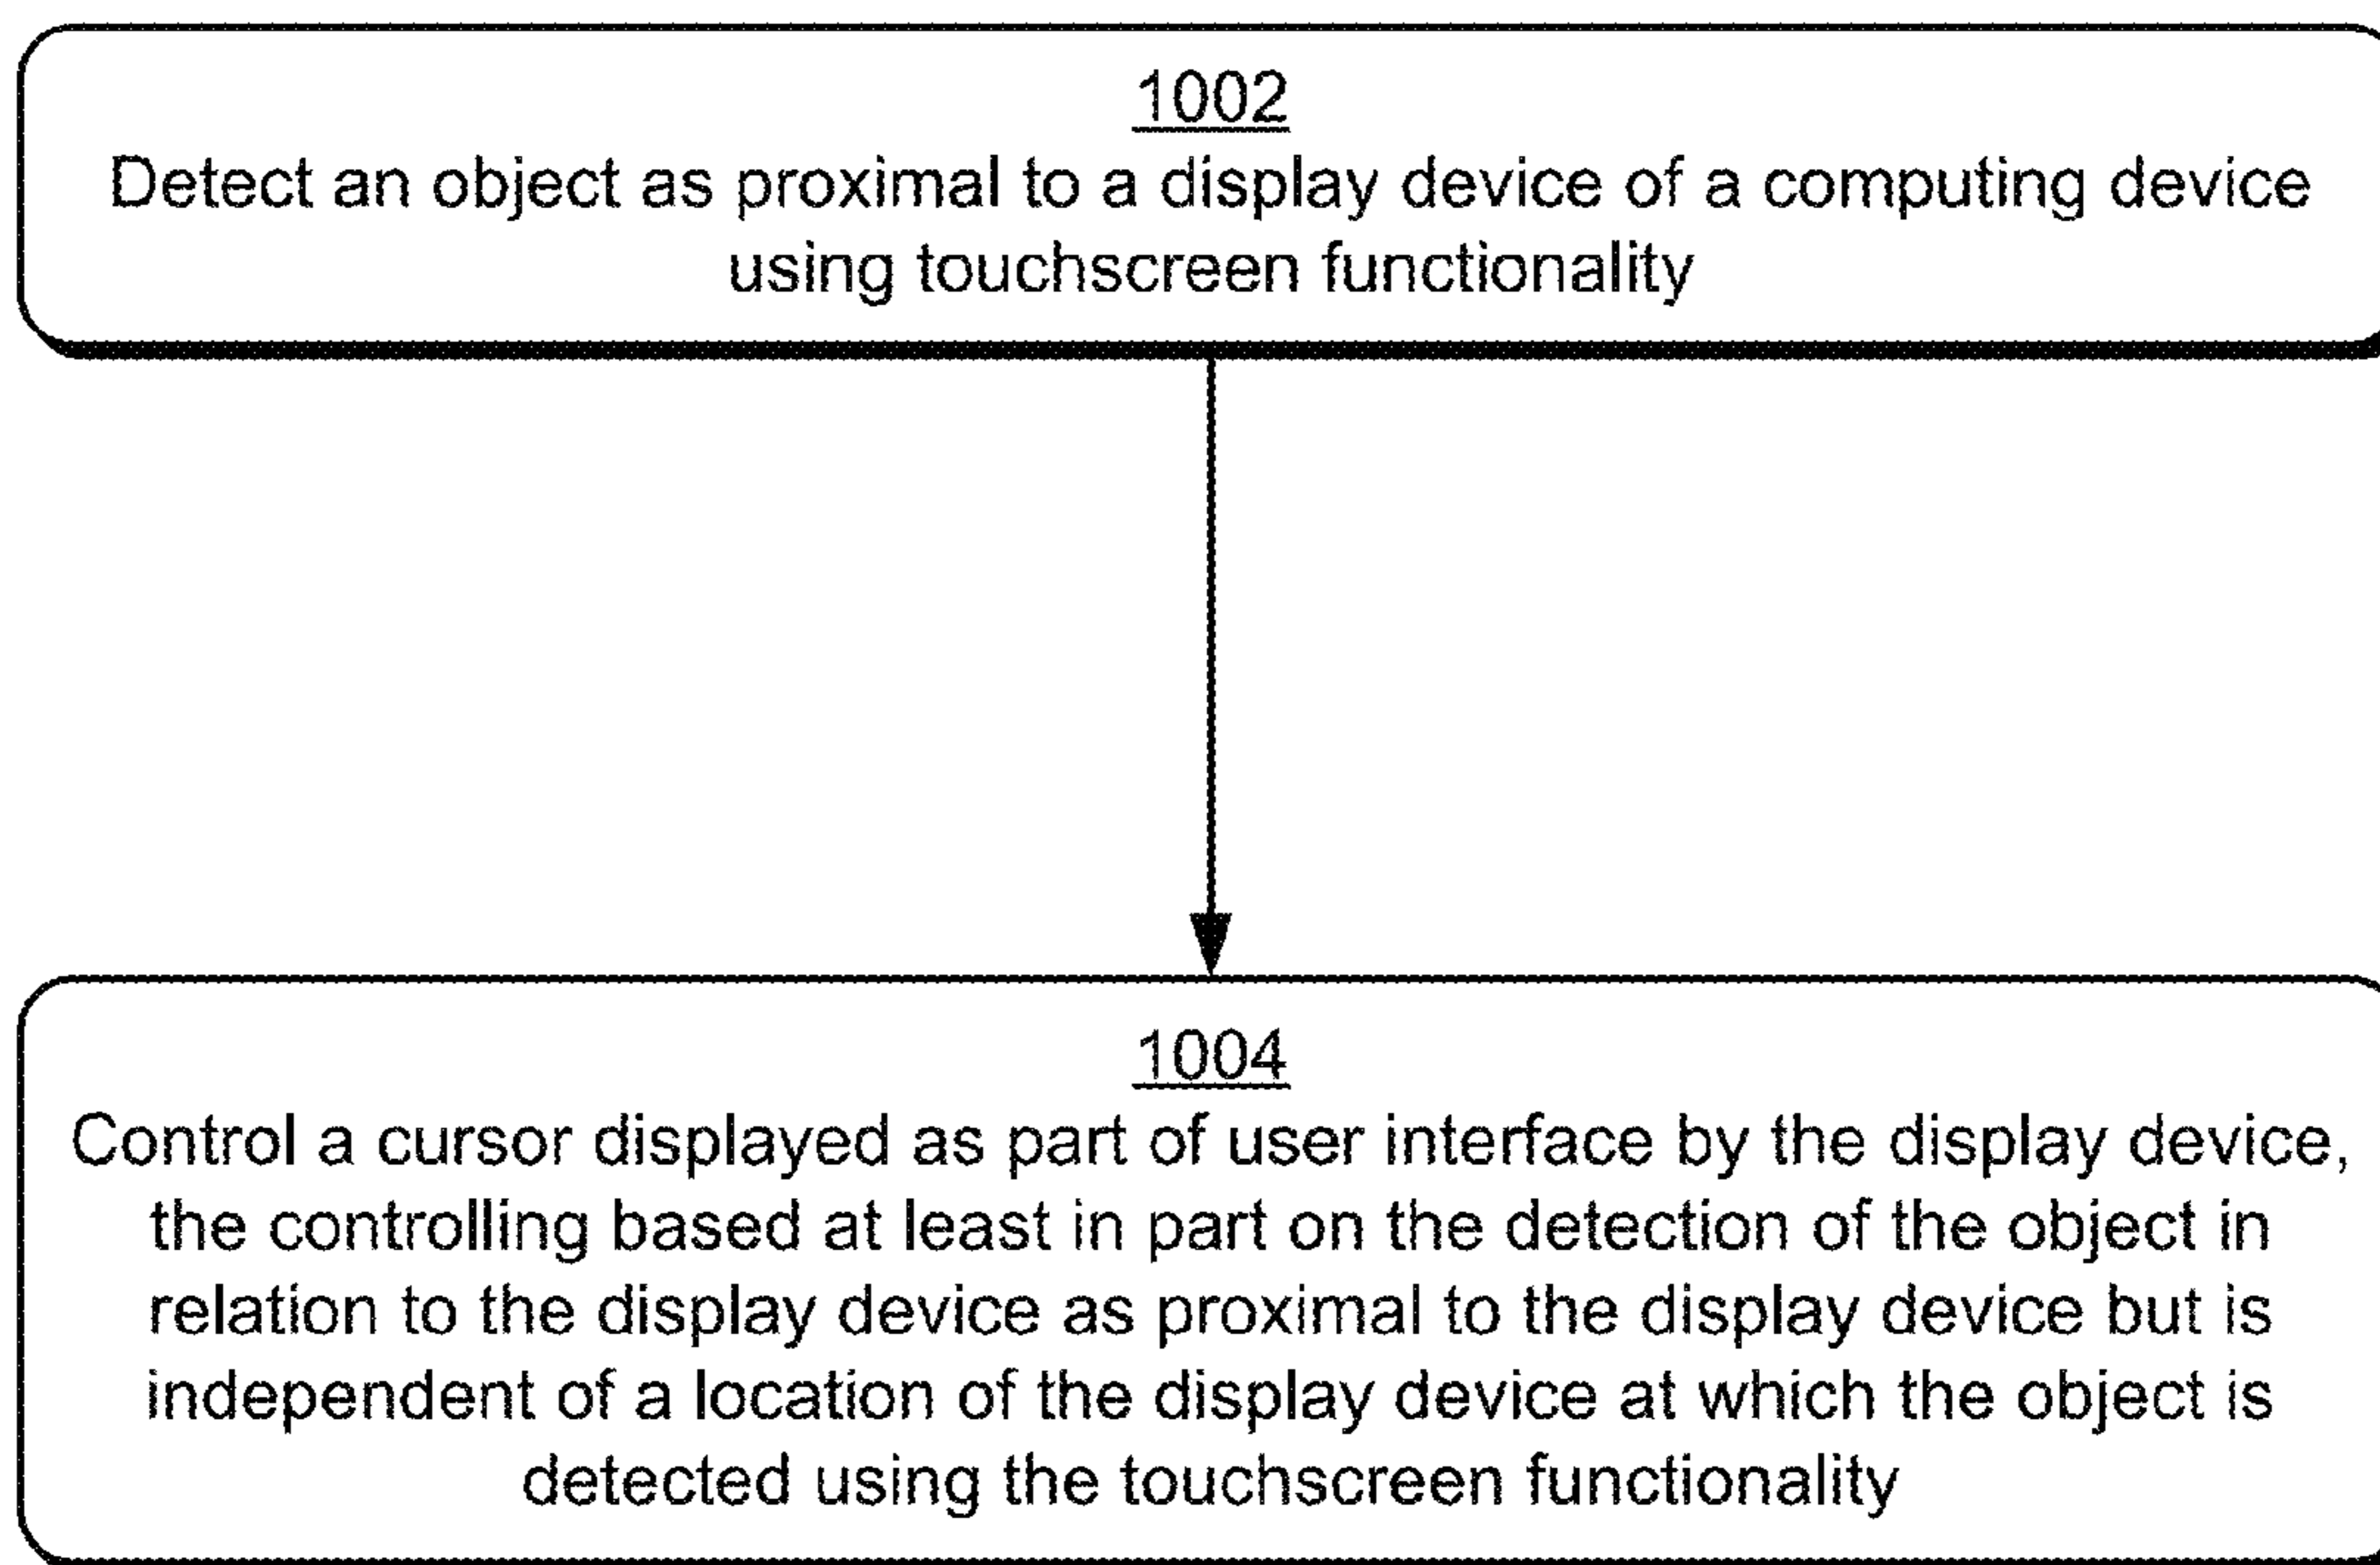 1002
Detect an object as proximal to a display device of a computing device
using touchscreen functionality
1004
Control a cursor displayed as part of user interface by the display device,
the controlling based at least in part on the detection of the object in
relation to the display device as proximal to the display device but is
independent of a location of the display device at which the object is
detected using the touchscreen functionality